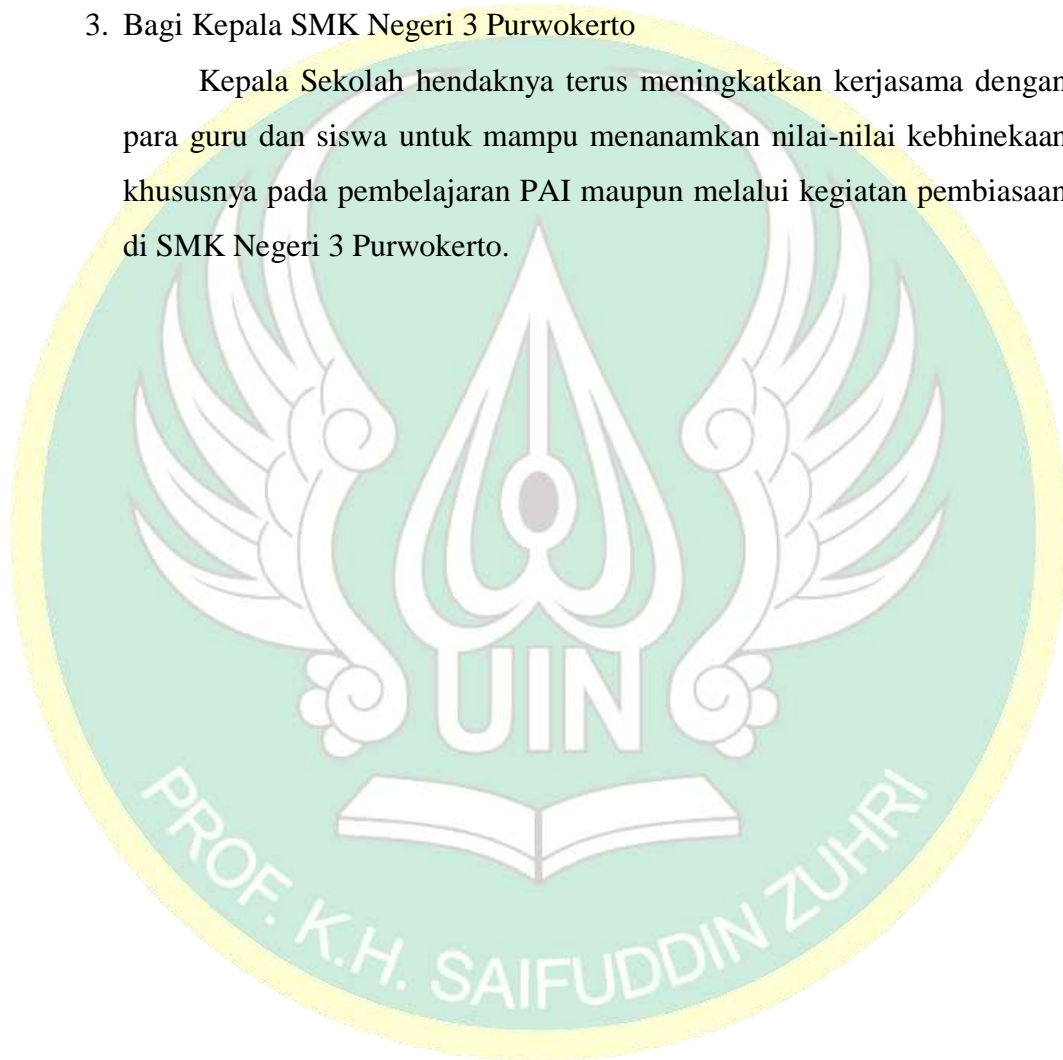 3. Bagi Kepala SMK Negeri 3 Purwokerto
Kepala Sekolah hendaknya terus meningkatkan kerjasama dengan
para guru dan siswa untuk mampu menanamkan nilai-nilai kebhinekaan
khususnya pada pembelajaran PAI maupun melalui kegiatan pembiasaan
di SMK Negeri 3 Purwokerto.
UIN
PROF. K.H. SAIFUDDIN ZUHRI